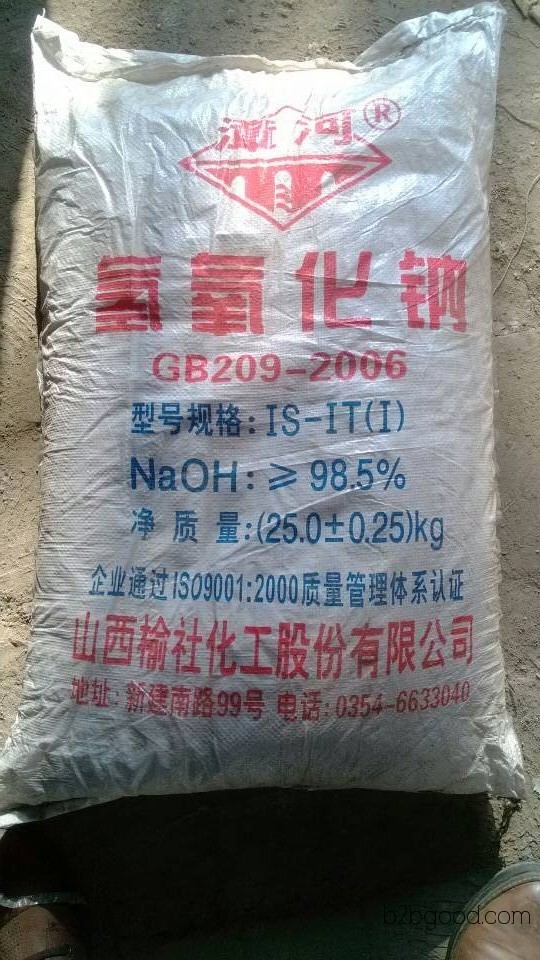 河®
氢氧化钠
GB209-2006
型号规格:IS-IT(I)
NaOH:≥98.5%
净质量:(25.0±0.25)kg
企业通过ISO9001:2000质量管理体系认证
山西榆社化工股份有限公司
地址:新建南路99号 电话:0354-6633040
b2bgood.com